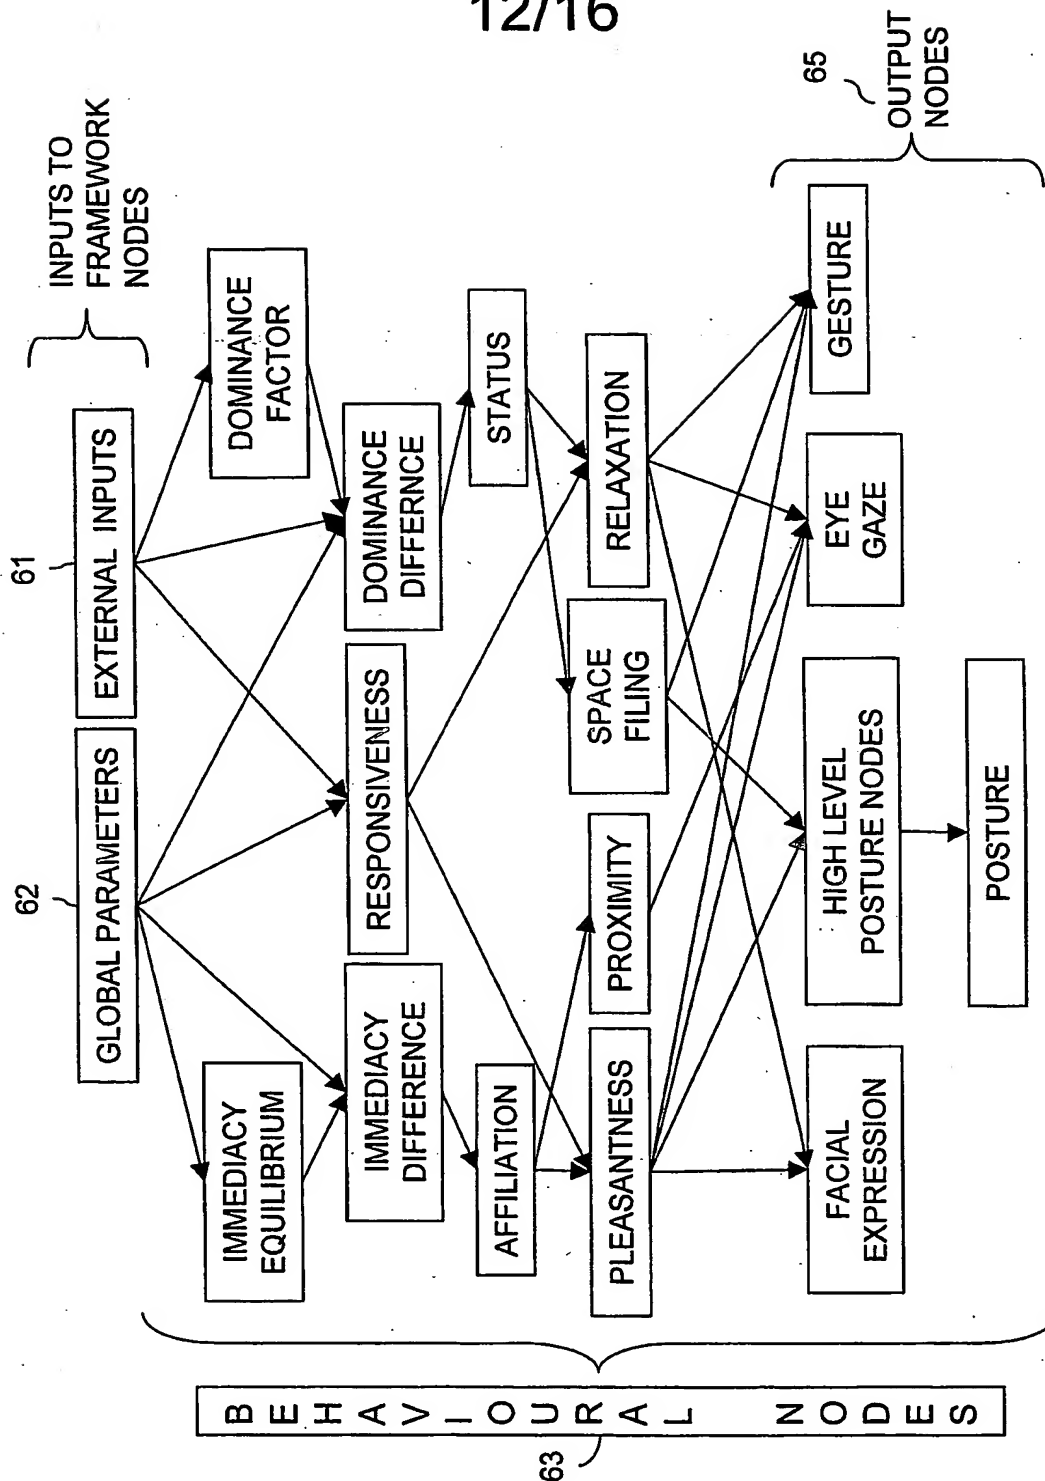 12/16
INPUTS TO
FRAMEWORK
NODES
62
61
GLOBAL PARAMETERS
EXTERNAL INPUTS
IMMEDIACY
EQUILIBRIUM
DOMINANCE
FACTOR
IMMEDIACY
DIFFERENCE
RESPONSIVENESS
DOMINANCE
DIFFERNCE
AFFILIATION
STATUS
PLEASANTNESS
PROXIMITY
SPACE
FILING
RELAXATION
FACIAL
EXPRESSION
HIGH LEVEL
POSTURE NODES
EYE
GAZE
GESTURE
POSTURE
65
OUTPUT
NODES
BEHAVIOURAL NODES
63